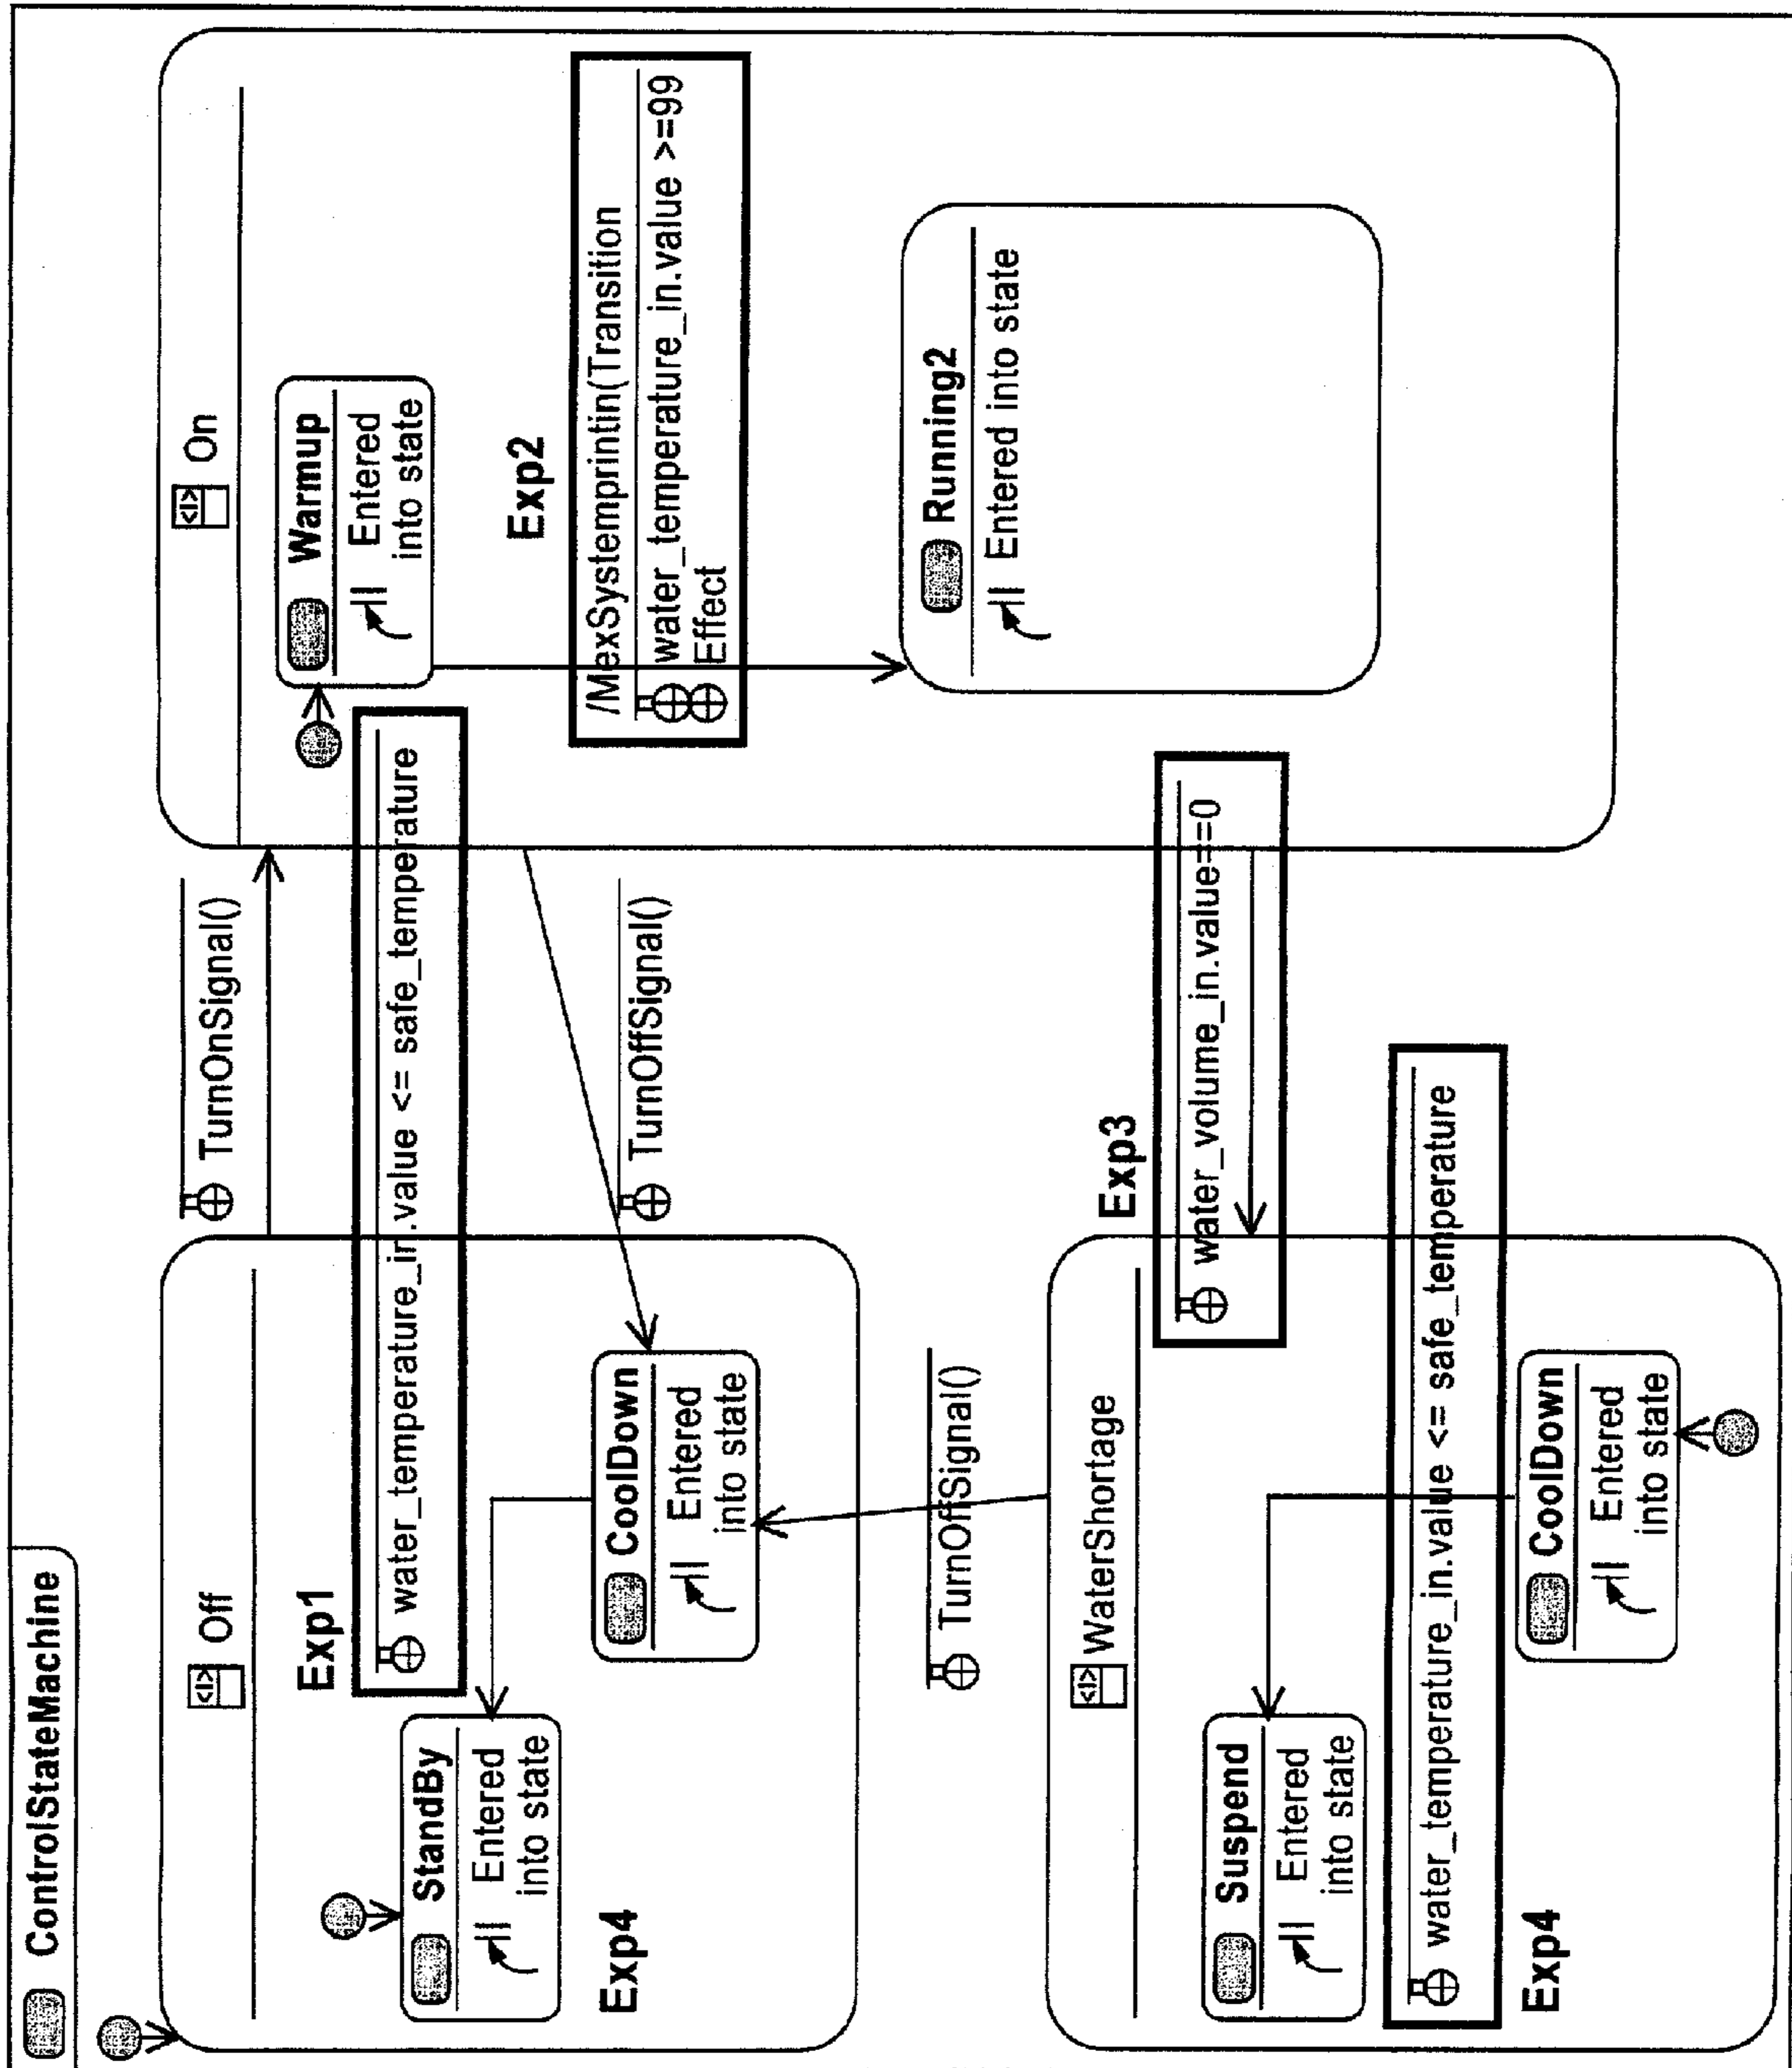 ControlStateMachine
Off
Exp1
water_temperature_in.value <= safe_temperature
StandBy
Entered
into state
Exp4
CoolDown
Entered
into state
TurnOnSignal()
TurnOffSignal()
On
Warmup
Entered
into state
Exp2
/MexSystemprintin(Transition
water_temperature_in.value >=99
Effect
Running2
Entered into state
TurnOffSignal()
WaterShortage
Exp3
water_volume_in.value==0
Suspend
Entered
into state
water_temperature_in.value <= safe_temperature
Exp4
CoolDown
Entered
into state